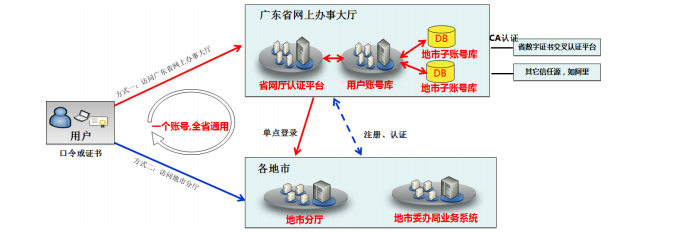 广东省网上办事大厅
DB
地市子账号库
DB
地市子账号库
省网厅认证平台
用户账号库
CA认证
省数字证书交叉认证平台
其它信任源，如阿里
方式一：访问广东省网上办事大厅
一个账号,全省通用
用户
口令或证书
方式二：访问地市分厅
单点登录
注册、认证
各地市
地市分厅
地市委办局业务系统